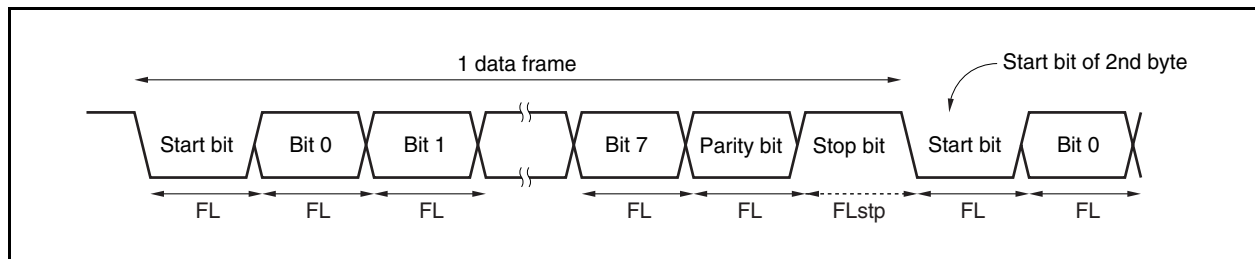 1 data frame
Start bit of 2nd byte
Start bit Bit 0 Bit 1 Bit 7 Parity bit Stop bit Start bit Bit 0
FL FL FL FL FL FLstp FL FL